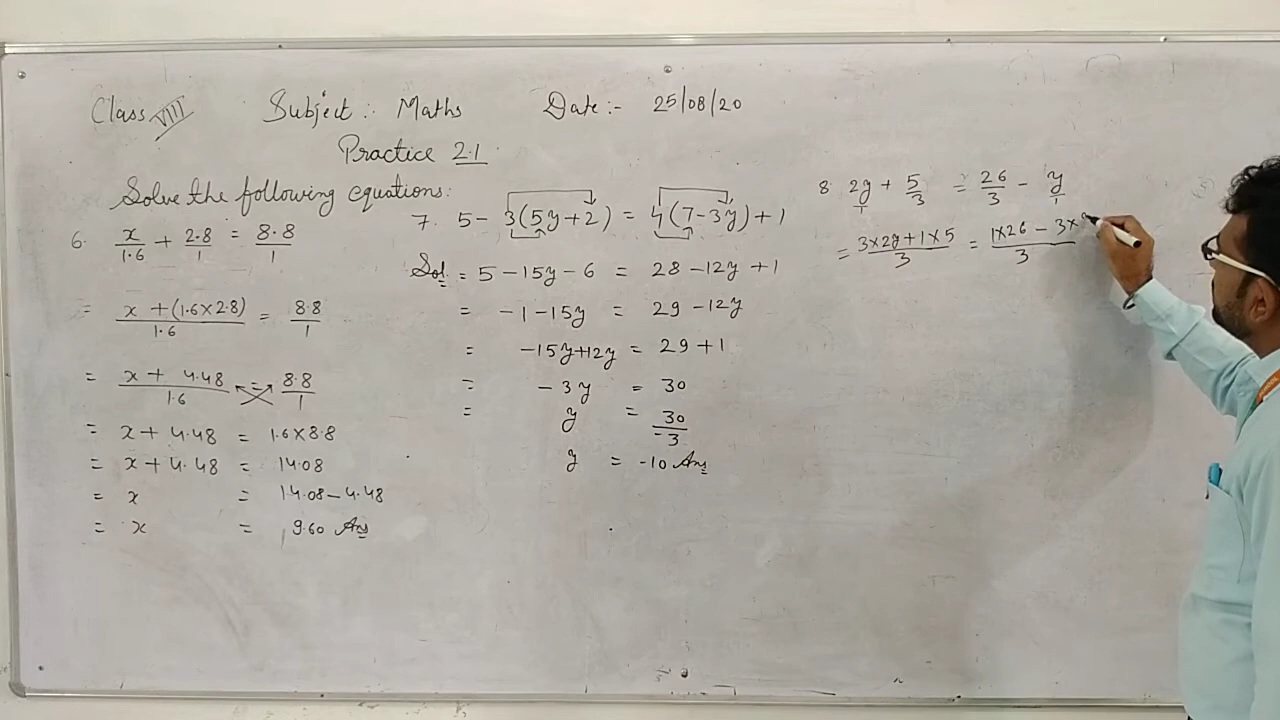 Class VIII Subject : Maths Date :- 25/08/20
Practice 2.1
Solve the following equations:
6. x/1.6 + 2.8/1 = 8.8/1
= x + (1.6×2.8)/1.6 = 8.8/1
= x + 4.48/1.6 = 8.8/1
= x + 4.48 = 1.6×8.8
= x + 4.48 = 14.08
= x = 14.08 - 4.48
= x = 9.60 Ans
7. 5 - 3(5y+2) = 4(7-3y)+1
Sol. = 5 - 15y - 6 = 28 - 12y + 1
= -1 - 15y = 29 - 12y
= -15y+12y = 29 + 1
= -3y = 30
= y = 30/-3
y = -10 Ans
8. 2y/1 + 5/3 = 26/3 - y/1
= 3×2y+1×5/3 = 1×26 - 3×/3